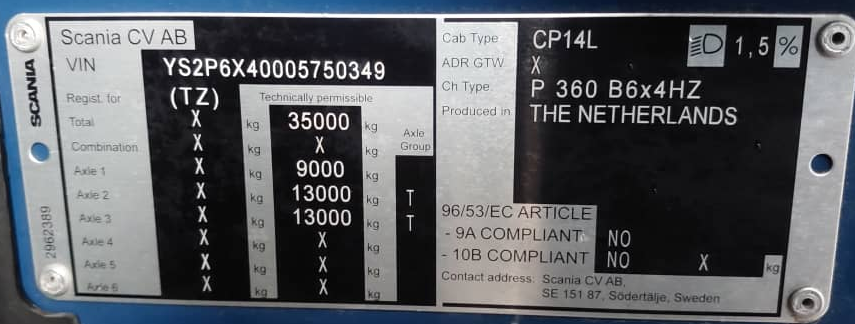 SCANIA
2962389
Scania CV AB
VIN YS2P6X40005750349
Regist. for (TZ) Technically permissible
Total X kg 35000 kg Axle Group
Combination X kg X kg
Axle 1 X kg 9000 kg
Axle 2 X kg 13000 kg T
Axle 3 X kg 13000 kg T
Axle 4 X kg X kg
Axle 5 X kg X kg
Axle 6 X kg X kg
Cab Type CP14L 1,5%
ADR GTW X
Ch Type P 360 B6x4HZ
Produced in THE NETHERLANDS
96/53/EC ARTICLE
- 9A COMPLIANT NO
- 10B COMPLIANT NO X kg
Contact address: Scania CV AB,
SE 151 87, Södertälje, Sweden